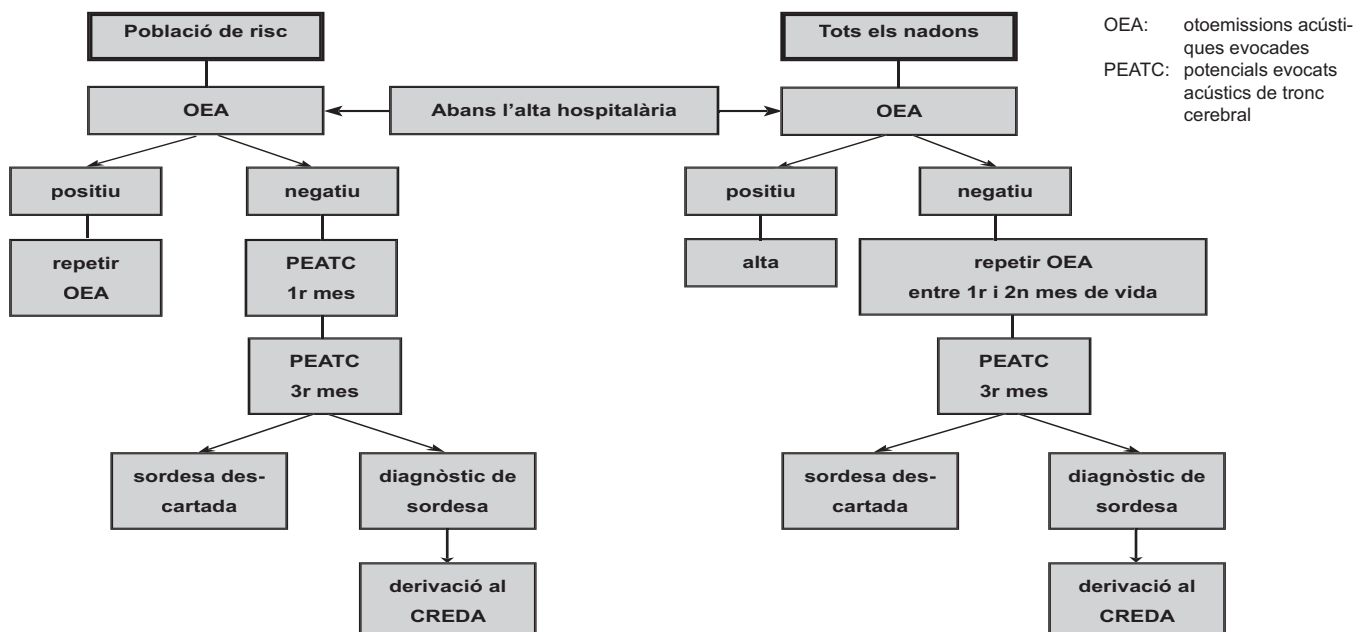 Població de risc
OEA
positiu
negatiu
repetir
OEA
PEATC
1r mes
PEATC
3r mes
sordesa des-
cartada
diagnòstic de
sordesa
derivació al
CREDA
Abans l’alta hospitalària
Tots els nadons
OEA
positiu
negatiu
alta
repetir OEA
entre 1r i 2n mes de vida
PEATC
3r mes
sordesa des-
cartada
diagnòstic de
sordesa
derivació al
CREDA
OEA: otoemissions acústi-
ques evocades
PEATC: potencials evocats
acústics de tronc
cerebral